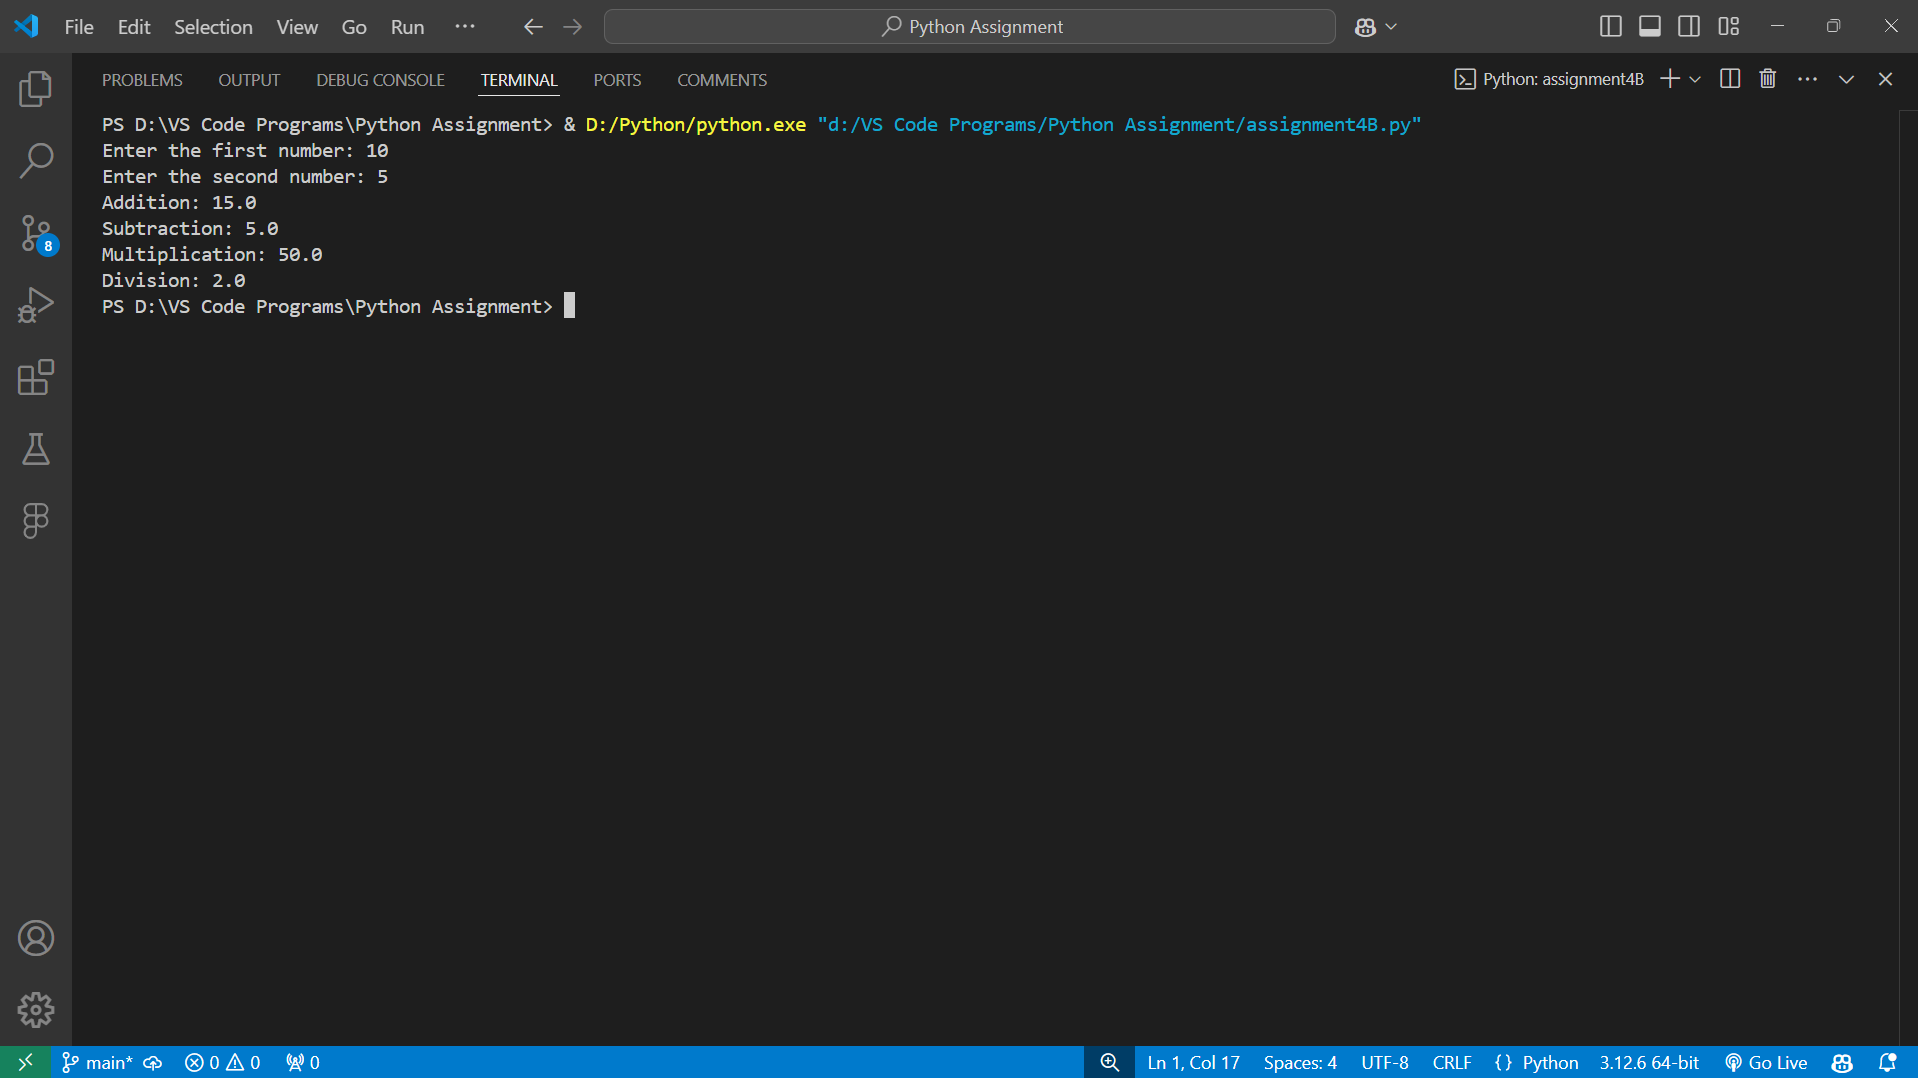 File Edit Selection View Go Run ··· Python Assignment
PROBLEMS OUTPUT DEBUG CONSOLE TERMINAL PORTS COMMENTS Python: assignment4B
PS D:\VS Code Programs\Python Assignment> & D:/Python/python.exe "d:/VS Code Programs/Python Assignment/assignment4B.py"
Enter the first number: 10
Enter the second number: 5
Addition: 15.0
Subtraction: 5.0
Multiplication: 50.0
Division: 2.0
PS D:\VS Code Programs\Python Assignment>
8
main* 0 0 0 Ln 1, Col 17 Spaces: 4 UTF-8 CRLF {} Python 3.12.6 64-bit Go Live